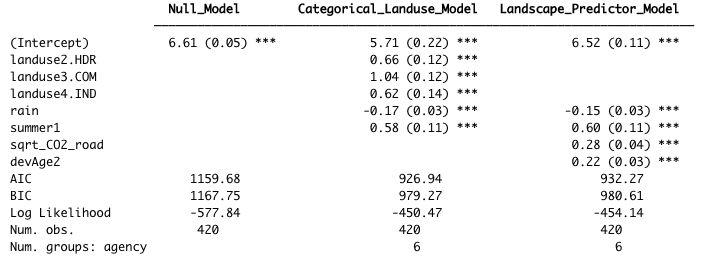 Null_Model Categorical_Landuse_Model Landscape_Predictor_Model
(Intercept) 6.61 (0.05) *** 5.71 (0.22) *** 6.52 (0.11) ***
landuse2.HDR 0.66 (0.12) ***
landuse3.COM 1.04 (0.12) ***
landuse4.IND 0.62 (0.14) ***
rain -0.17 (0.03) *** -0.15 (0.03) ***
summer1 0.58 (0.11) *** 0.60 (0.11) ***
sqrt_CO2_road 0.28 (0.04) ***
devAge2 0.22 (0.03) ***
AIC 1159.68 926.94 932.27
BIC 1167.75 979.27 980.61
Log Likelihood -577.84 -450.47 -454.14
Num. obs. 420 420 420
Num. groups: agency 6 6